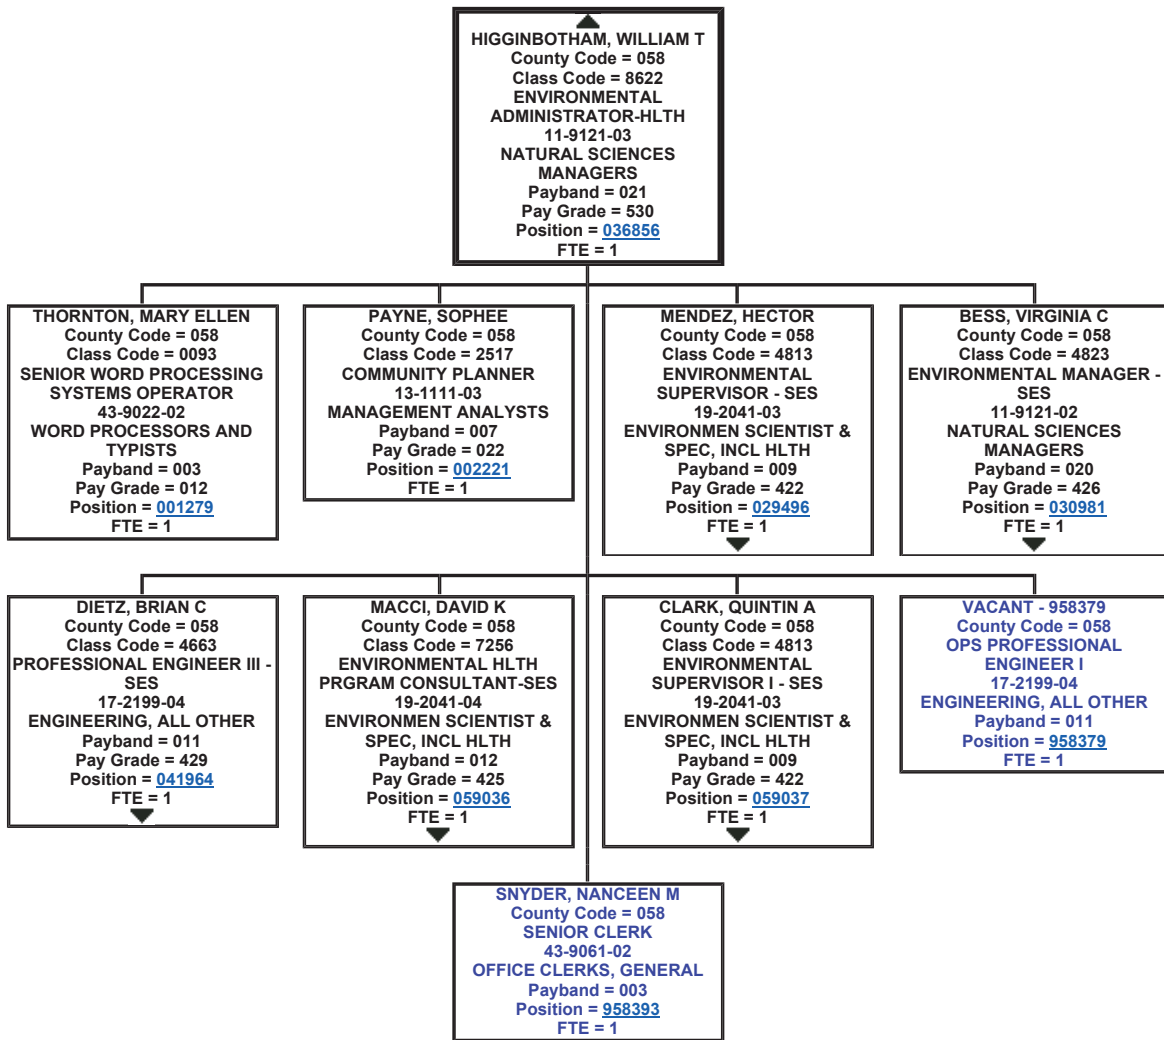 HIGGINBOTHAM, WILLIAM T
County Code = 058
Class Code = 8622
ENVIRONMENTAL
ADMINISTRATOR-HLTH
11-9121-03
NATURAL SCIENCES
MANAGERS
Payband = 021
Pay Grade = 530
Position = 036856
FTE = 1
THORNTON, MARY ELLEN
County Code = 058
Class Code = 0093
SENIOR WORD PROCESSING
SYSTEMS OPERATOR
43-9022-02
WORD PROCESSORS AND
TYPISTS
Payband = 003
Pay Grade = 012
Position = 001279
FTE = 1
PAYNE, SOPHEE
County Code = 058
Class Code = 2517
COMMUNITY PLANNER
13-1111-03
MANAGEMENT ANALYSTS
Payband = 007
Pay Grade = 022
Position = 002221
FTE = 1
MENDEZ, HECTOR
County Code = 058
Class Code = 4813
ENVIRONMENTAL
SUPERVISOR - SES
19-2041-03
ENVIRONMEN SCIENTIST &
SPEC, INCL HLTH
Payband = 009
Pay Grade = 422
Position = 029496
FTE = 1
BESS, VIRGINIA C
County Code = 058
Class Code = 4823
ENVIRONMENTAL MANAGER -
SES
11-9121-02
NATURAL SCIENCES
MANAGERS
Payband = 020
Pay Grade = 426
Position = 030981
FTE = 1
DIETZ, BRIAN C
County Code = 058
Class Code = 4663
PROFESSIONAL ENGINEER III -
SES
17-2199-04
ENGINEERING, ALL OTHER
Payband = 011
Pay Grade = 429
Position = 041964
FTE = 1
MACCI, DAVID K
County Code = 058
Class Code = 7256
ENVIRONMENTAL HLTH
PRGRAM CONSULTANT-SES
19-2041-04
ENVIRONMEN SCIENTIST &
SPEC, INCL HLTH
Payband = 012
Pay Grade = 425
Position = 059036
FTE = 1
CLARK, QUINTIN A
County Code = 058
Class Code = 4813
ENVIRONMENTAL
SUPERVISOR I - SES
19-2041-03
ENVIRONMEN SCIENTIST &
SPEC, INCL HLTH
Payband = 009
Pay Grade = 422
Position = 059037
FTE = 1
VACANT - 958379
County Code = 058
OPS PROFESSIONAL
ENGINEER I
17-2199-04
ENGINEERING, ALL OTHER
Payband = 011
Position = 958379
FTE = 1
SNYDER, NANCEEN M
County Code = 058
SENIOR CLERK
43-9061-02
OFFICE CLERKS, GENERAL
Payband = 003
Position = 958393
FTE = 1